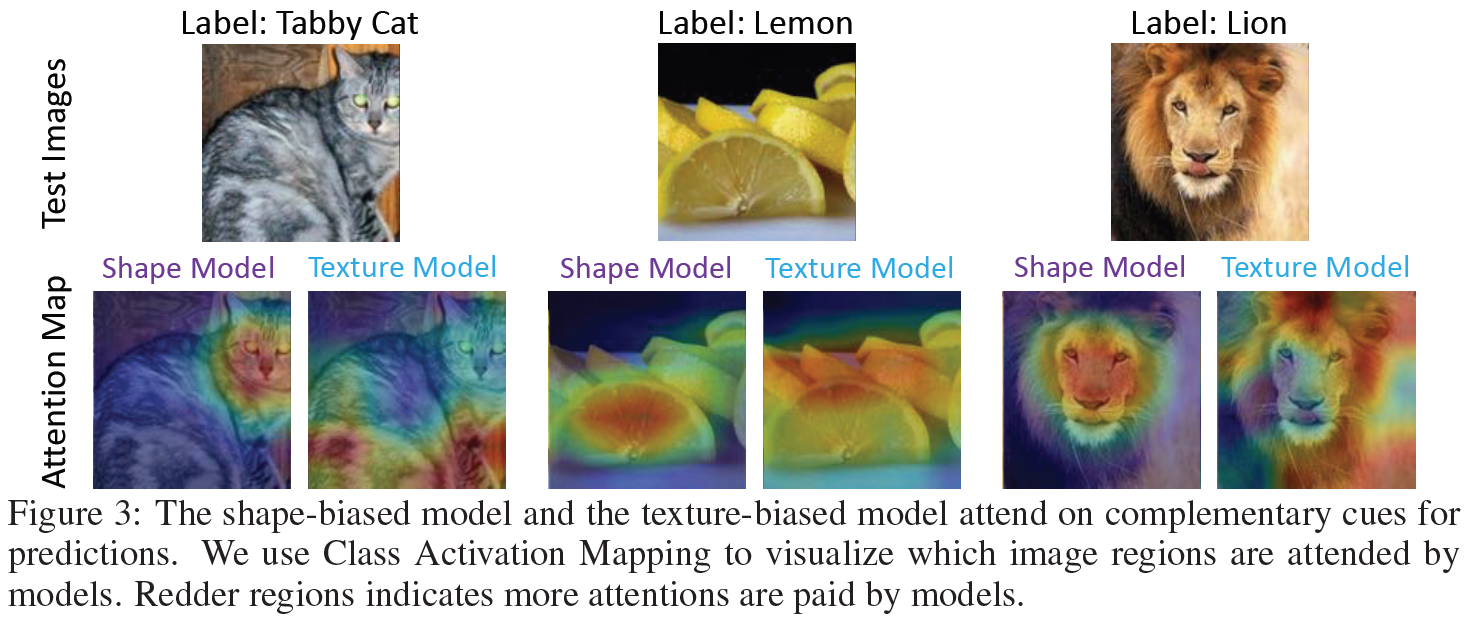 Label: Tabby Cat
Label: Lemon
Label: Lion
Test Images
Shape Model
Texture Model
Shape Model
Texture Model
Shape Model
Texture Model
Attention Map
Figure 3: The shape-biased model and the texture-biased model attend on complementary cues for
predictions. We use Class Activation Mapping to visualize which image regions are attended by
models. Redder regions indicates more attentions are paid by models.